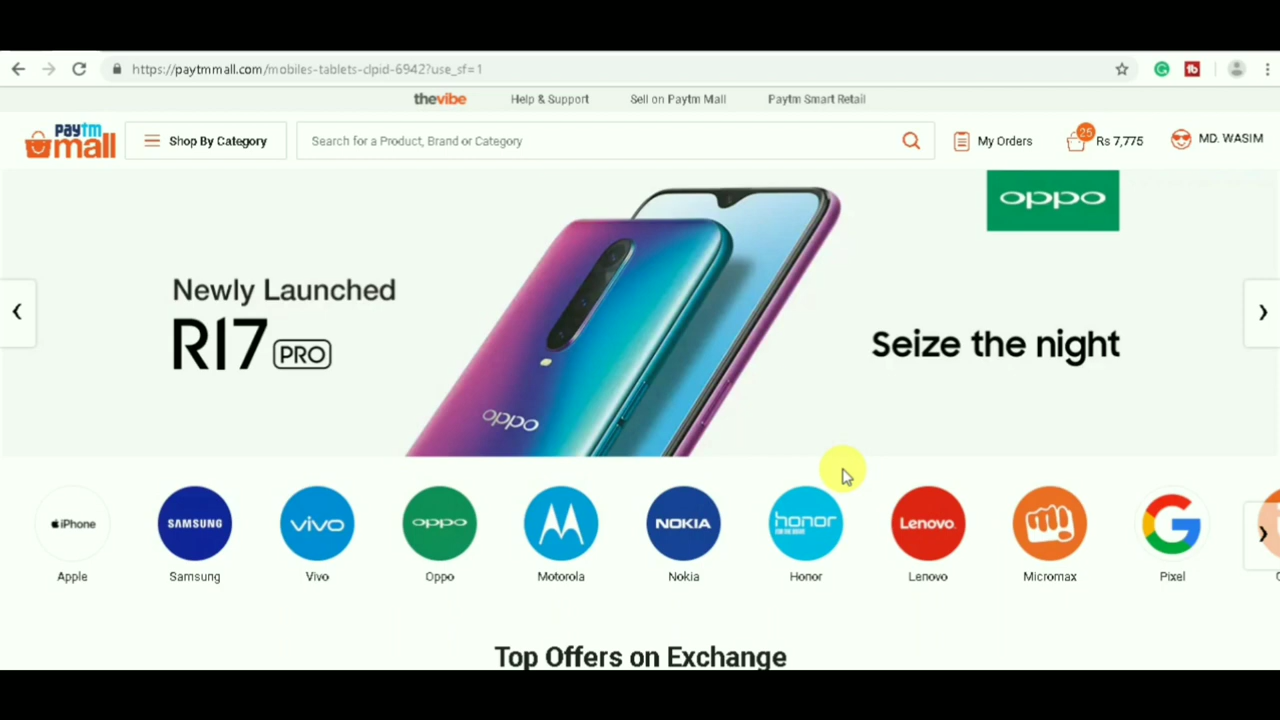 https://paytmmall.com/mobiles-tablets-clpid-6942?use_sf=1
thevibe Help & Support Sell on Paytm Mall Paytm Smart Retail
paytm mall
Shop By Category
Search for a Product, Brand or Category
My Orders
25
Rs 7,775
MD. WASIM
oppo
Newly Launched
R17 PRO
Seize the night
oppo
iPhone SAMSUNG vivo oppo NOKIA honor Lenovo
Apple Samsung Vivo Oppo Motorola Nokia Honor Lenovo Micromax Pixel
Top Offers on Exchange